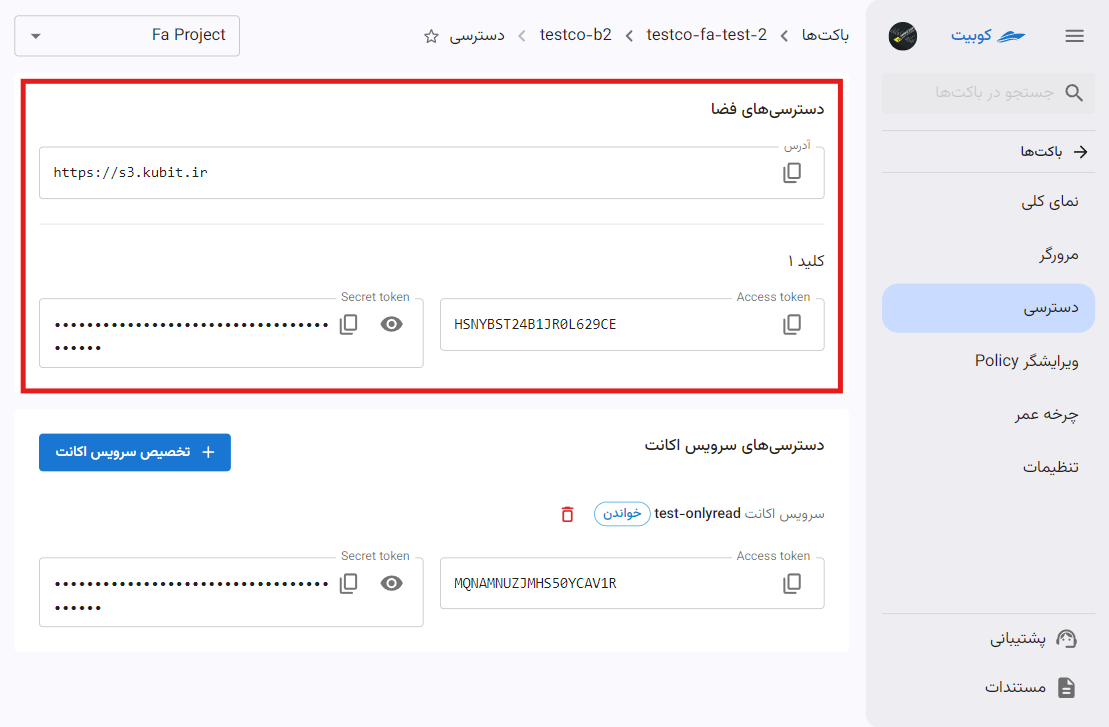 کوبیت
جستجو در باکت‌ها
باکت‌ها
نمای کلی
مرورگر
دسترسی
ویرایشگر Policy
چرخه عمر
تنظیمات
پشتیبانی
مستندات
باکت‌ها > testco-fa-test-2 > testco-b2 > دسترسی
Fa Project
دسترسی‌های فضا
آدرس
https://s3.kubit.ir
کلید ۱
Access token
HSNYBST24B1JR0L629CE
Secret token
••••••••••••••••••••••••••••••••••
••••••
دسترسی‌های سرویس اکانت
+ تخصیص سرویس اکانت
سرویس اکانت test-onlyread خواندن
Access token
MQNAMNUZJMHS50YCAV1R
Secret token
••••••••••••••••••••••••••••••••••
••••••